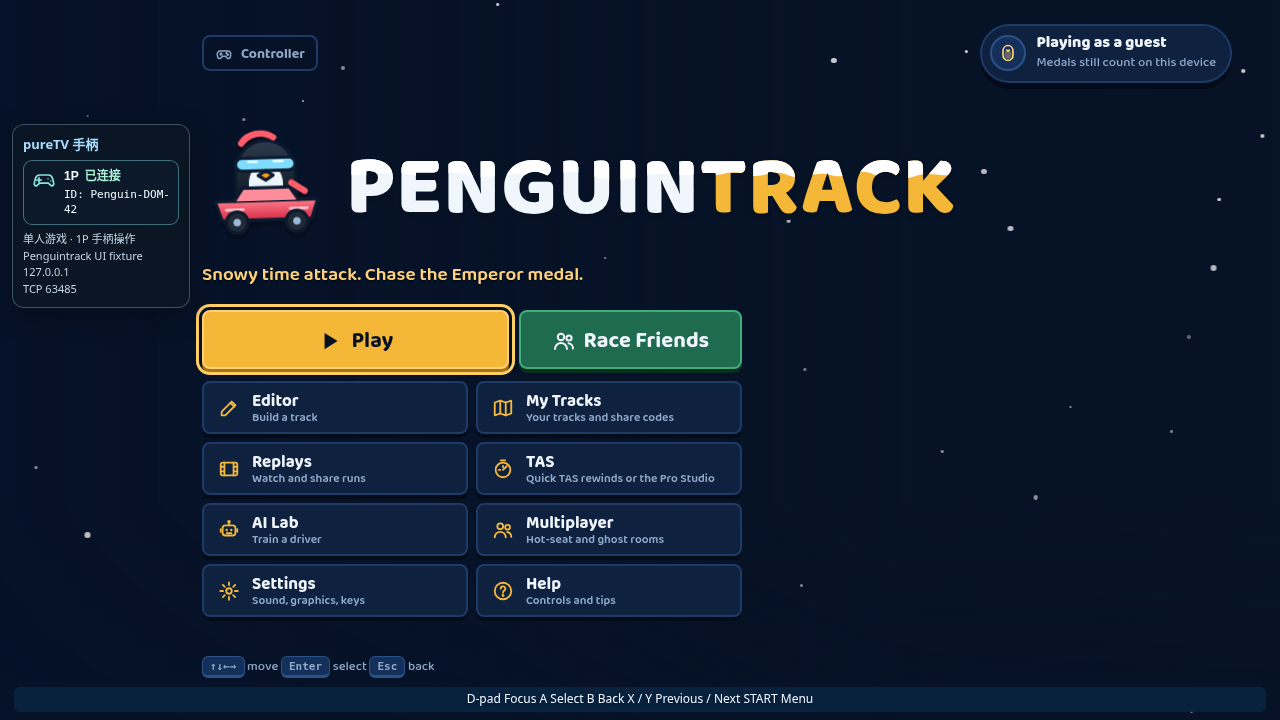 Controller
Playing as a guest
Medals still count on this device
pureTV 手柄
1P 已连接
ID: Penguin-DOM-
42
单人游戏 · 1P 手柄操作
Penguintrack UI fixture
127.0.0.1
TCP 63485
PENGUINTRACK
Snowy time attack. Chase the Emperor medal.
Play
Race Friends
Editor
Build a track
My Tracks
Your tracks and share codes
Replays
Watch and share runs
TAS
Quick TAS rewinds or the Pro Studio
AI Lab
Train a driver
Multiplayer
Hot-seat and ghost rooms
Settings
Sound, graphics, keys
Help
Controls and tips
↑↓←→ move Enter select Esc back
D-pad Focus A Select B Back X / Y Previous / Next START Menu